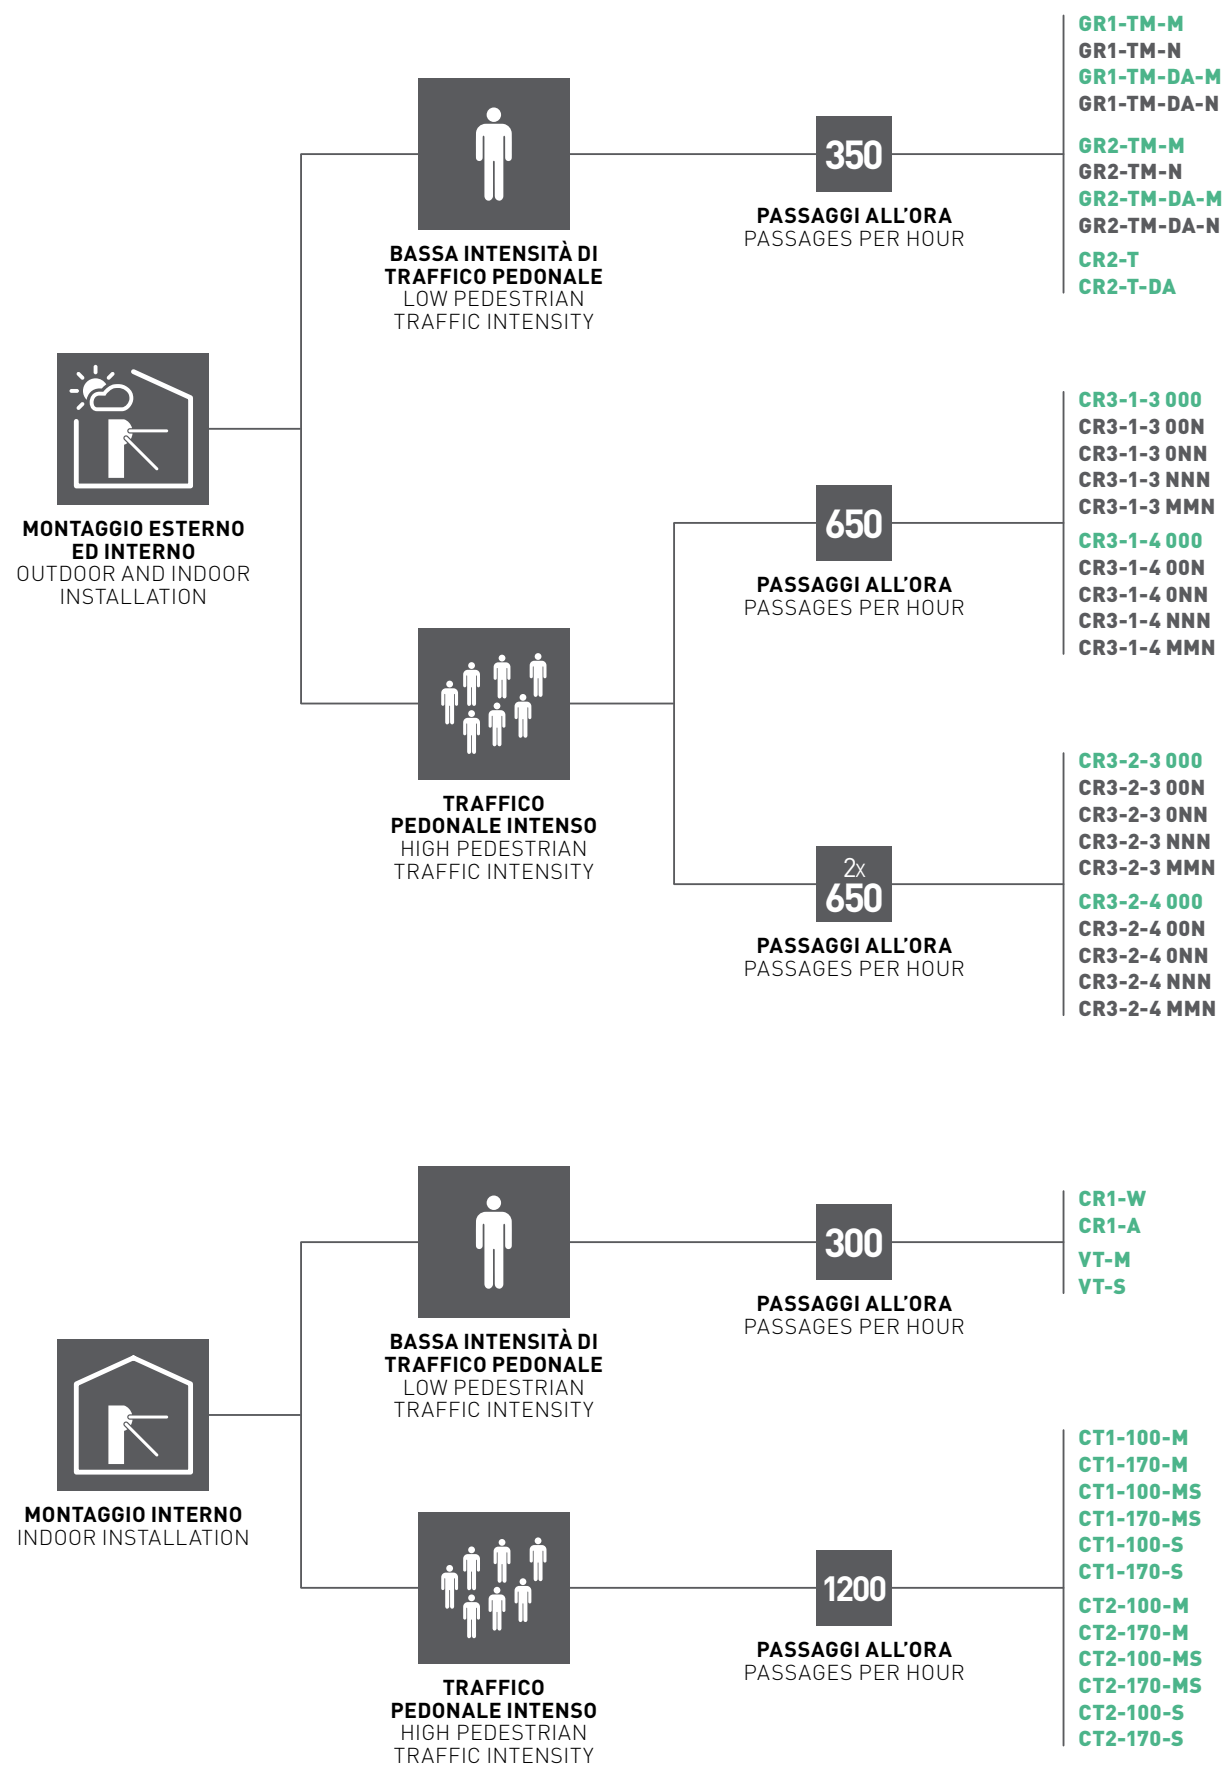 MONTAGGIO ESTERNO
ED INTERNO
OUTDOOR AND INDOOR
INSTALLATION
BASSA INTENSITÀ DI
TRAFFICO PEDONALE
LOW PEDESTRIAN
TRAFFIC INTENSITY
350
PASSAGGI ALL'ORA
PASSAGES PER HOUR
GR1-TM-M
GR1-TM-N
GR1-TM-DA-M
GR1-TM-DA-N
GR2-TM-M
GR2-TM-N
GR2-TM-DA-M
GR2-TM-DA-N
CR2-T
CR2-T-DA
TRAFFICO
PEDONALE INTENSO
HIGH PEDESTRIAN
TRAFFIC INTENSITY
650
PASSAGGI ALL'ORA
PASSAGES PER HOUR
CR3-1-3 000
CR3-1-3 00N
CR3-1-3 0NN
CR3-1-3 NNN
CR3-1-3 MMN
CR3-1-4 000
CR3-1-4 00N
CR3-1-4 0NN
CR3-1-4 NNN
CR3-1-4 MMN
2x
650
PASSAGGI ALL'ORA
PASSAGES PER HOUR
CR3-2-3 000
CR3-2-3 00N
CR3-2-3 0NN
CR3-2-3 NNN
CR3-2-3 MMN
CR3-2-4 000
CR3-2-4 00N
CR3-2-4 0NN
CR3-2-4 NNN
CR3-2-4 MMN
MONTAGGIO INTERNO
INDOOR INSTALLATION
BASSA INTENSITÀ DI
TRAFFICO PEDONALE
LOW PEDESTRIAN
TRAFFIC INTENSITY
300
PASSAGGI ALL'ORA
PASSAGES PER HOUR
CR1-W
CR1-A
VT-M
VT-S
TRAFFICO
PEDONALE INTENSO
HIGH PEDESTRIAN
TRAFFIC INTENSITY
1200
PASSAGGI ALL'ORA
PASSAGES PER HOUR
CT1-100-M
CT1-170-M
CT1-100-MS
CT1-170-MS
CT1-100-S
CT1-170-S
CT2-100-M
CT2-170-M
CT2-100-MS
CT2-170-MS
CT2-100-S
CT2-170-S